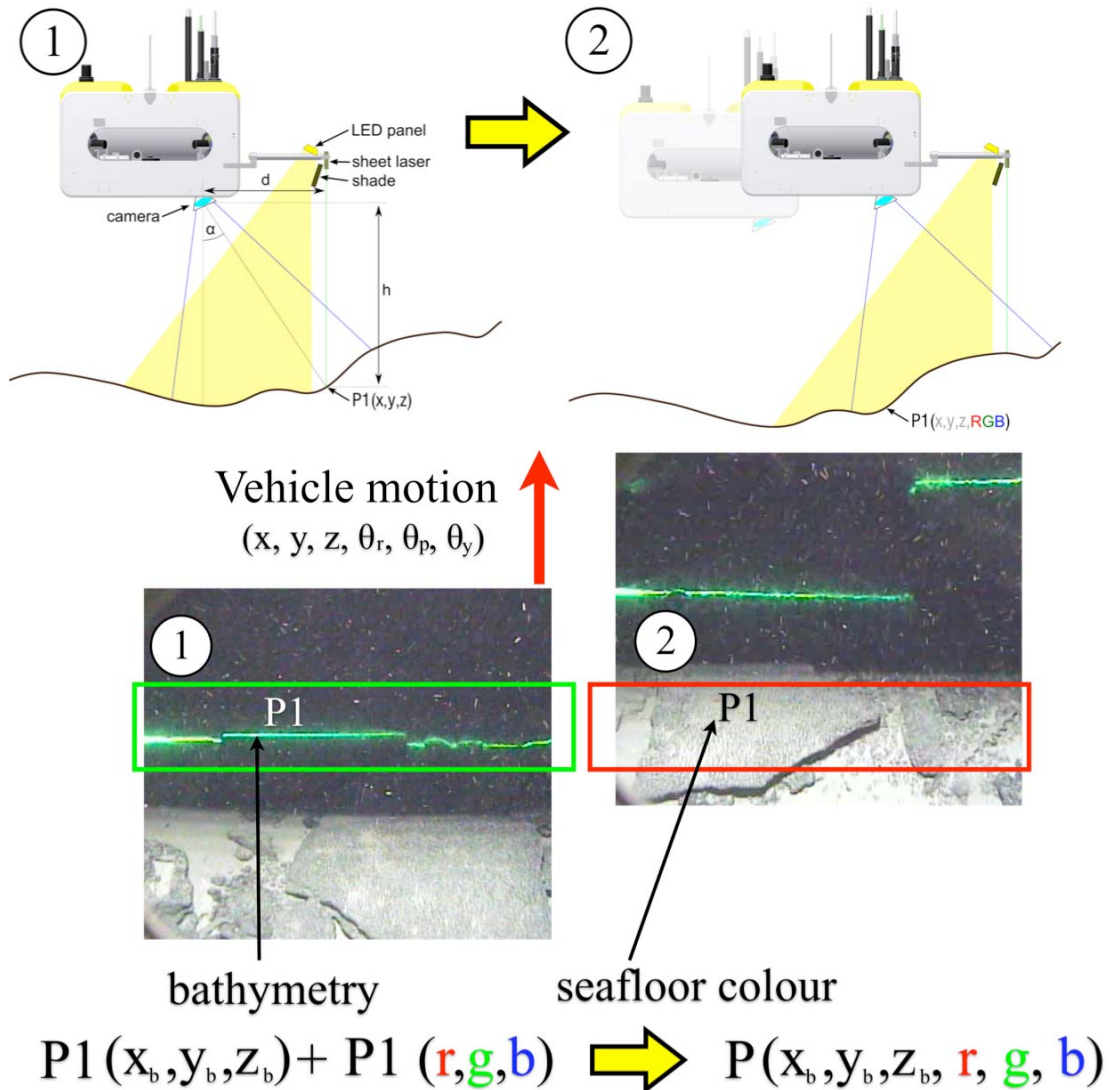 1
LED panel
sheet laser
shade
d
camera
α
h
P1(x,y,z)
2
P1(x,y,z,RGB)
Vehicle motion
(x, y, z, θr, θp, θy)
1
P1
2
P1
bathymetry
seafloor colour
P1(xb,yb,zb) + P1 (r,g,b)
P(xb,yb,zb, r, g, b)